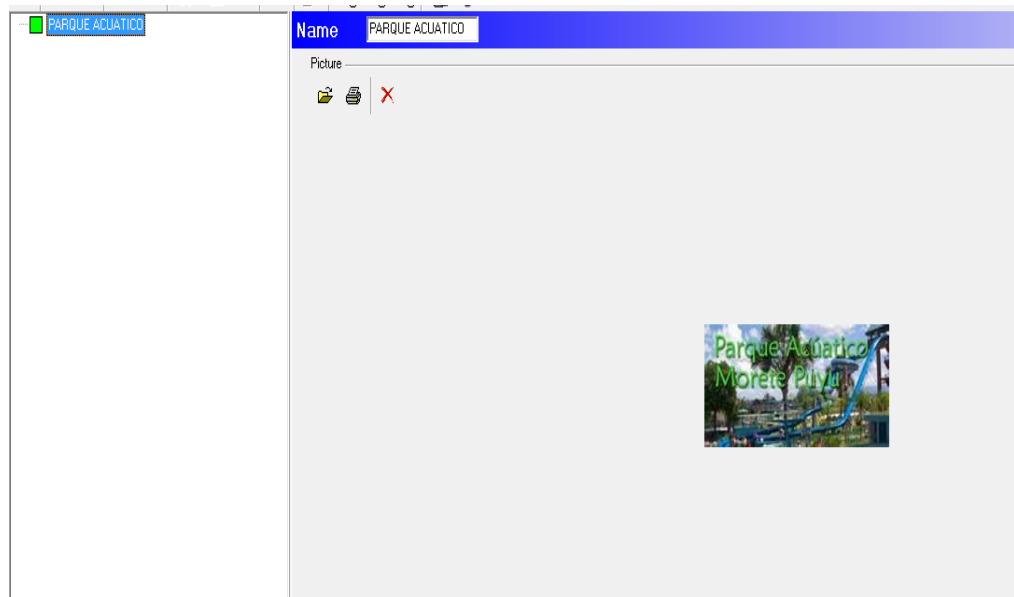 PARQUE ACUATICO
Name PARQUE ACUATICO
Picture
Parque Acuatico
Morete Puyu